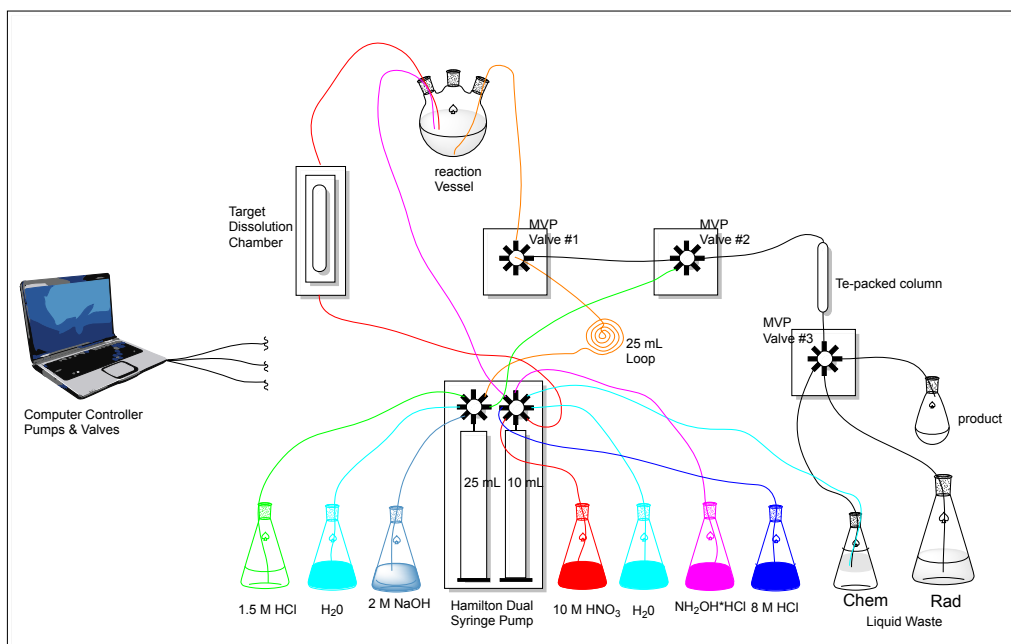 reaction
Vessel
Target
Dissolution
Chamber
MVP
Valve #1
MVP
Valve #2
Te-packed column
25 mL
Loop
MVP
Valve #3
Computer Controller
Pumps & Valves
product
25 mL
10 mL
1.5 M HCl
H₂0
2 M NaOH
Hamilton Dual
Syringe Pump
10 M HNO₃
H₂0
NH₂OH*HCl
8 M HCl
Chem
Rad
Liquid Waste